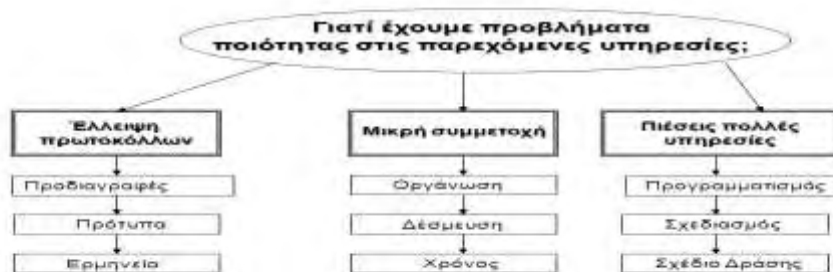 Γιατί έχουμε προβλήματα
ποιότητας στις παρεχόμενες υπηρεσίες;
Έλλειψη
πρωτοκόλλων
Μικρή συμμετοχή
Πιέσεις πολλές
υπηρεσίες
Προδιαγραφές
Οργάνωση
Προγραμματισμός
Πρότυπα
Δέσμευση
Σχεδιασμός
Ερμηνεία
Χρόνος
Σχέδιο Δράσης